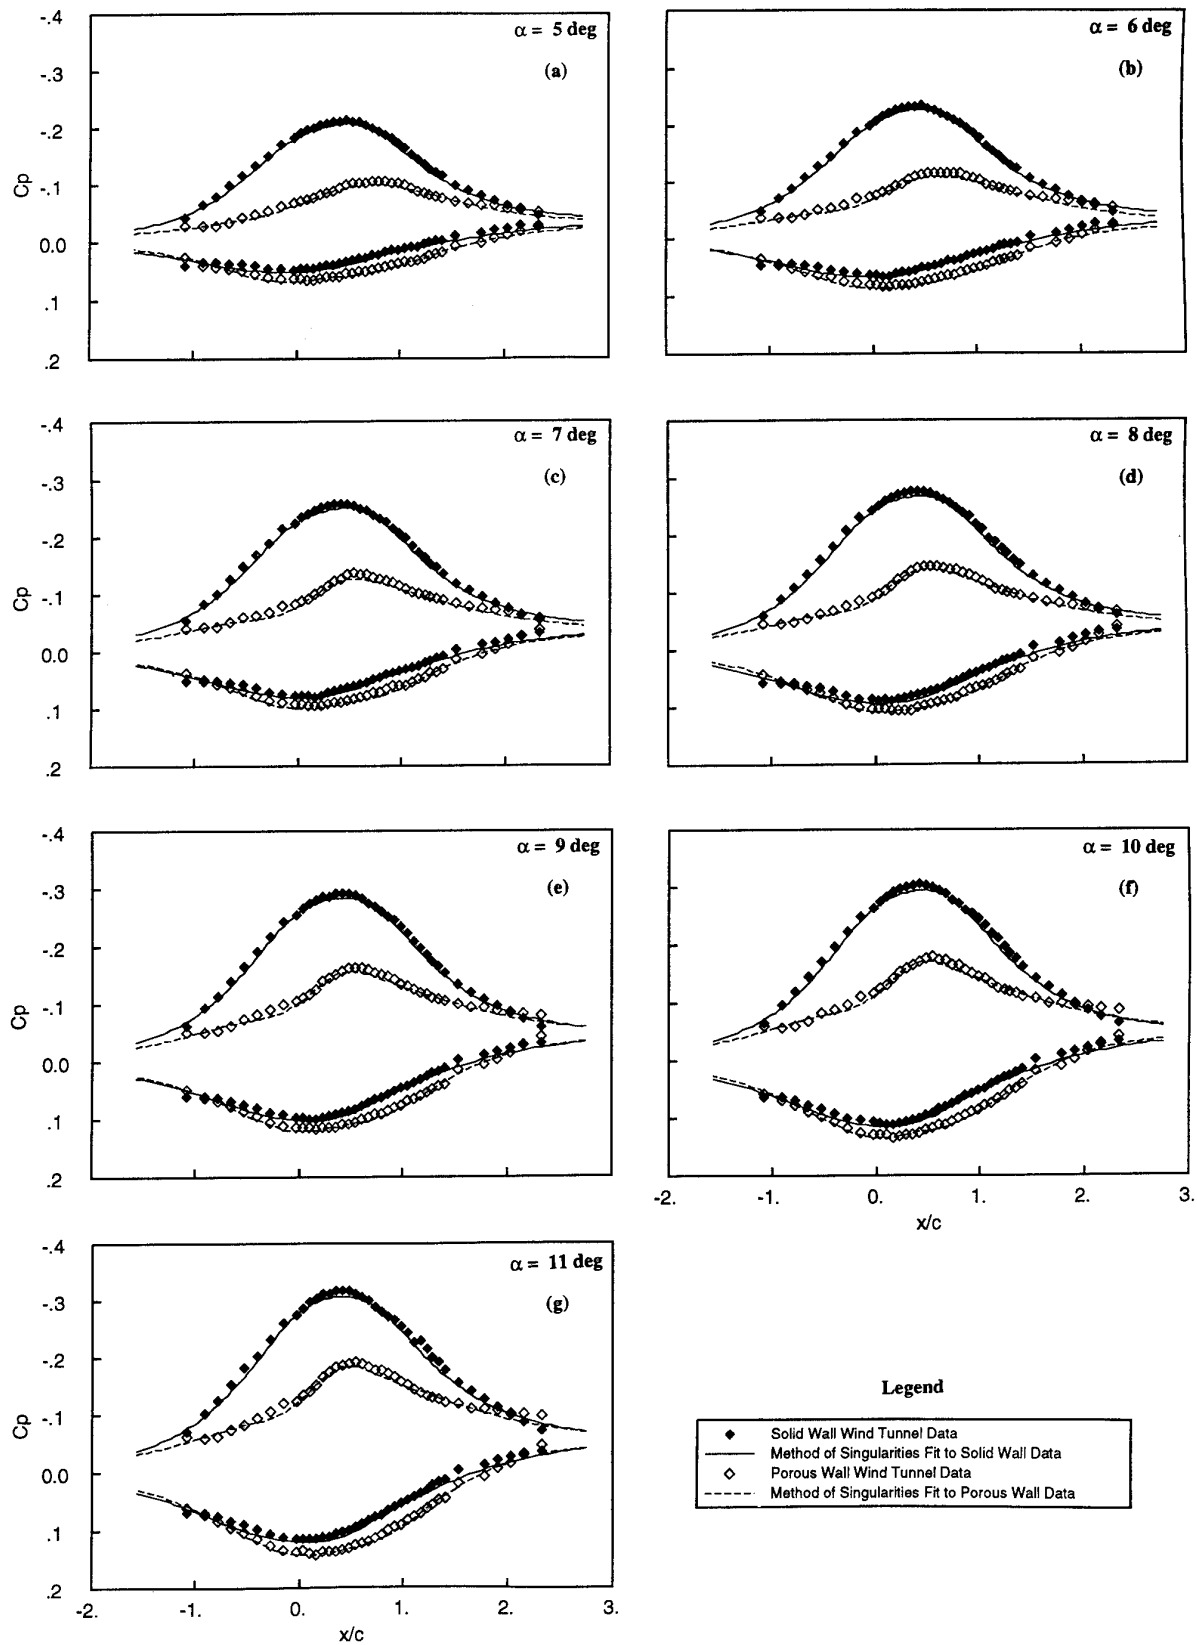 -.4
-.3
-.2
-.1
0.0
.1
.2
Cp
α = 5 deg
(a)
α = 6 deg
(b)
-.4
-.3
-.2
-.1
0.0
.1
.2
Cp
α = 7 deg
(c)
α = 8 deg
(d)
-.4
-.3
-.2
-.1
0.0
.1
.2
Cp
α = 9 deg
(e)
α = 10 deg
(f)
-2. -1. 0. 1. 2. 3.
x/c
-.4
-.3
-.2
-.1
0.0
.1
.2
Cp
α = 11 deg
(g)
-2. -1. 0. 1. 2. 3.
x/c
Legend
Solid Wall Wind Tunnel Data
Method of Singularities Fit to Solid Wall Data
Porous Wall Wind Tunnel Data
Method of Singularities Fit to Porous Wall Data